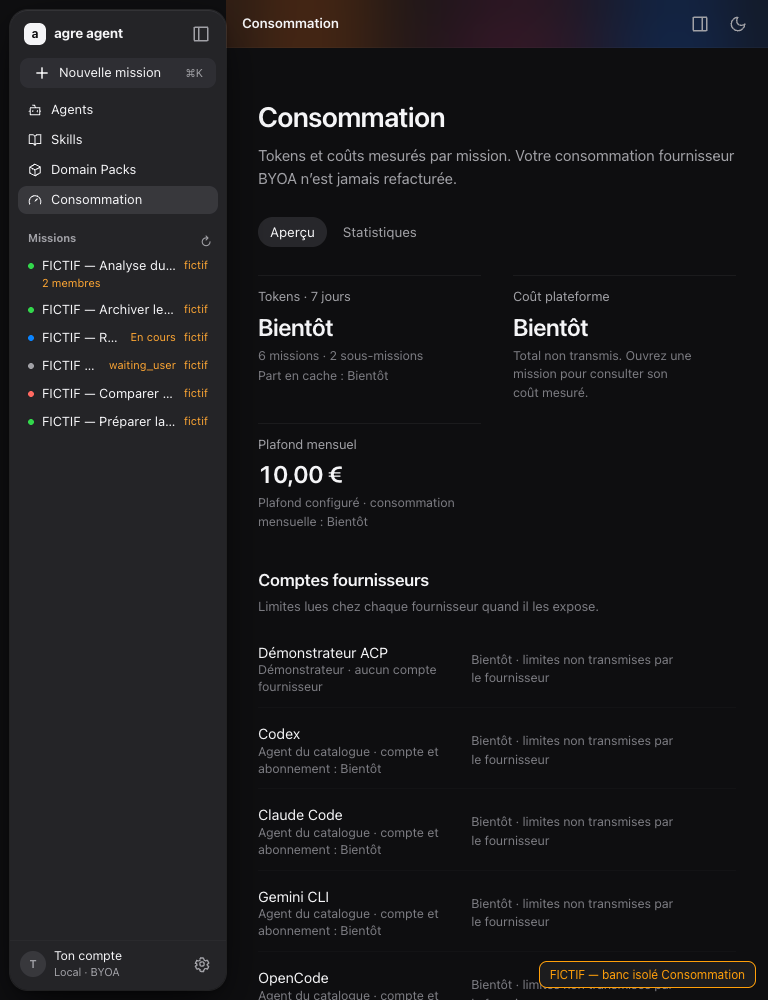 a agre agent
Nouvelle mission ⌘K
Agents
Skills
Domain Packs
Consommation
Missions
FICTIF — Analyse du... fictif
2 membres
FICTIF — Archiver le... fictif
FICTIF — R... En cours fictif
FICTIF ... waiting_user fictif
FICTIF — Comparer ... fictif
FICTIF — Préparer la... fictif
T
Ton compte
Local · BYOA
Consommation
Consommation
Tokens et coûts mesurés par mission. Votre consommation fournisseur
BYOA n’est jamais refacturée.
Aperçu Statistiques
Tokens · 7 jours
Bientôt
6 missions · 2 sous-missions
Part en cache : Bientôt
Coût plateforme
Bientôt
Total non transmis. Ouvrez une
mission pour consulter son
coût mesuré.
Plafond mensuel
10,00 €
Plafond configuré · consommation
mensuelle : Bientôt
Comptes fournisseurs
Limites lues chez chaque fournisseur quand il les expose.
Démonstrateur ACP
Démonstrateur · aucun compte
fournisseur
Bientôt · limites non transmises par
le fournisseur
Codex
Agent du catalogue · compte et
abonnement : Bientôt
Bientôt · limites non transmises par
le fournisseur
Claude Code
Agent du catalogue · compte et
abonnement : Bientôt
Bientôt · limites non transmises par
le fournisseur
Gemini CLI
Agent du catalogue · compte et
abonnement : Bientôt
Bientôt · limites non transmises par
le fournisseur
OpenCode
Agent du catalogue · compte et
Bientôt ·
FICTIF — banc isolé Consommation